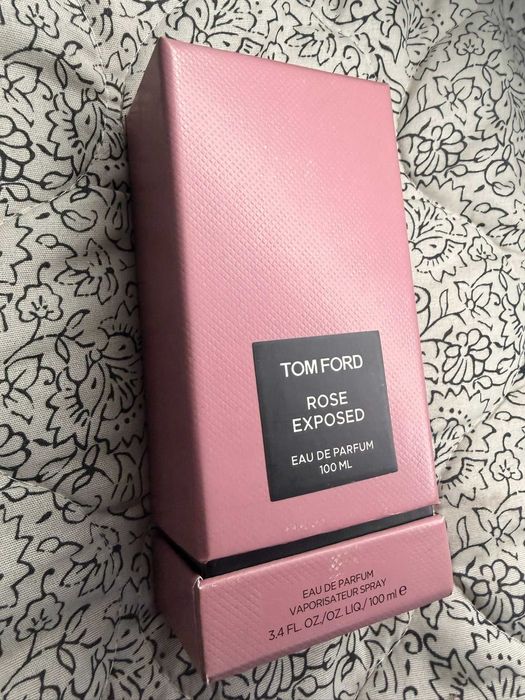 TOM FORD
ROSE
EXPOSED
EAU DE PARFUM
100 ML
EAU DE PARFUM
VAPORISATEUR SPRAY
3.4 FL. OZ./OZ. LIQ./ 100 ml ℮